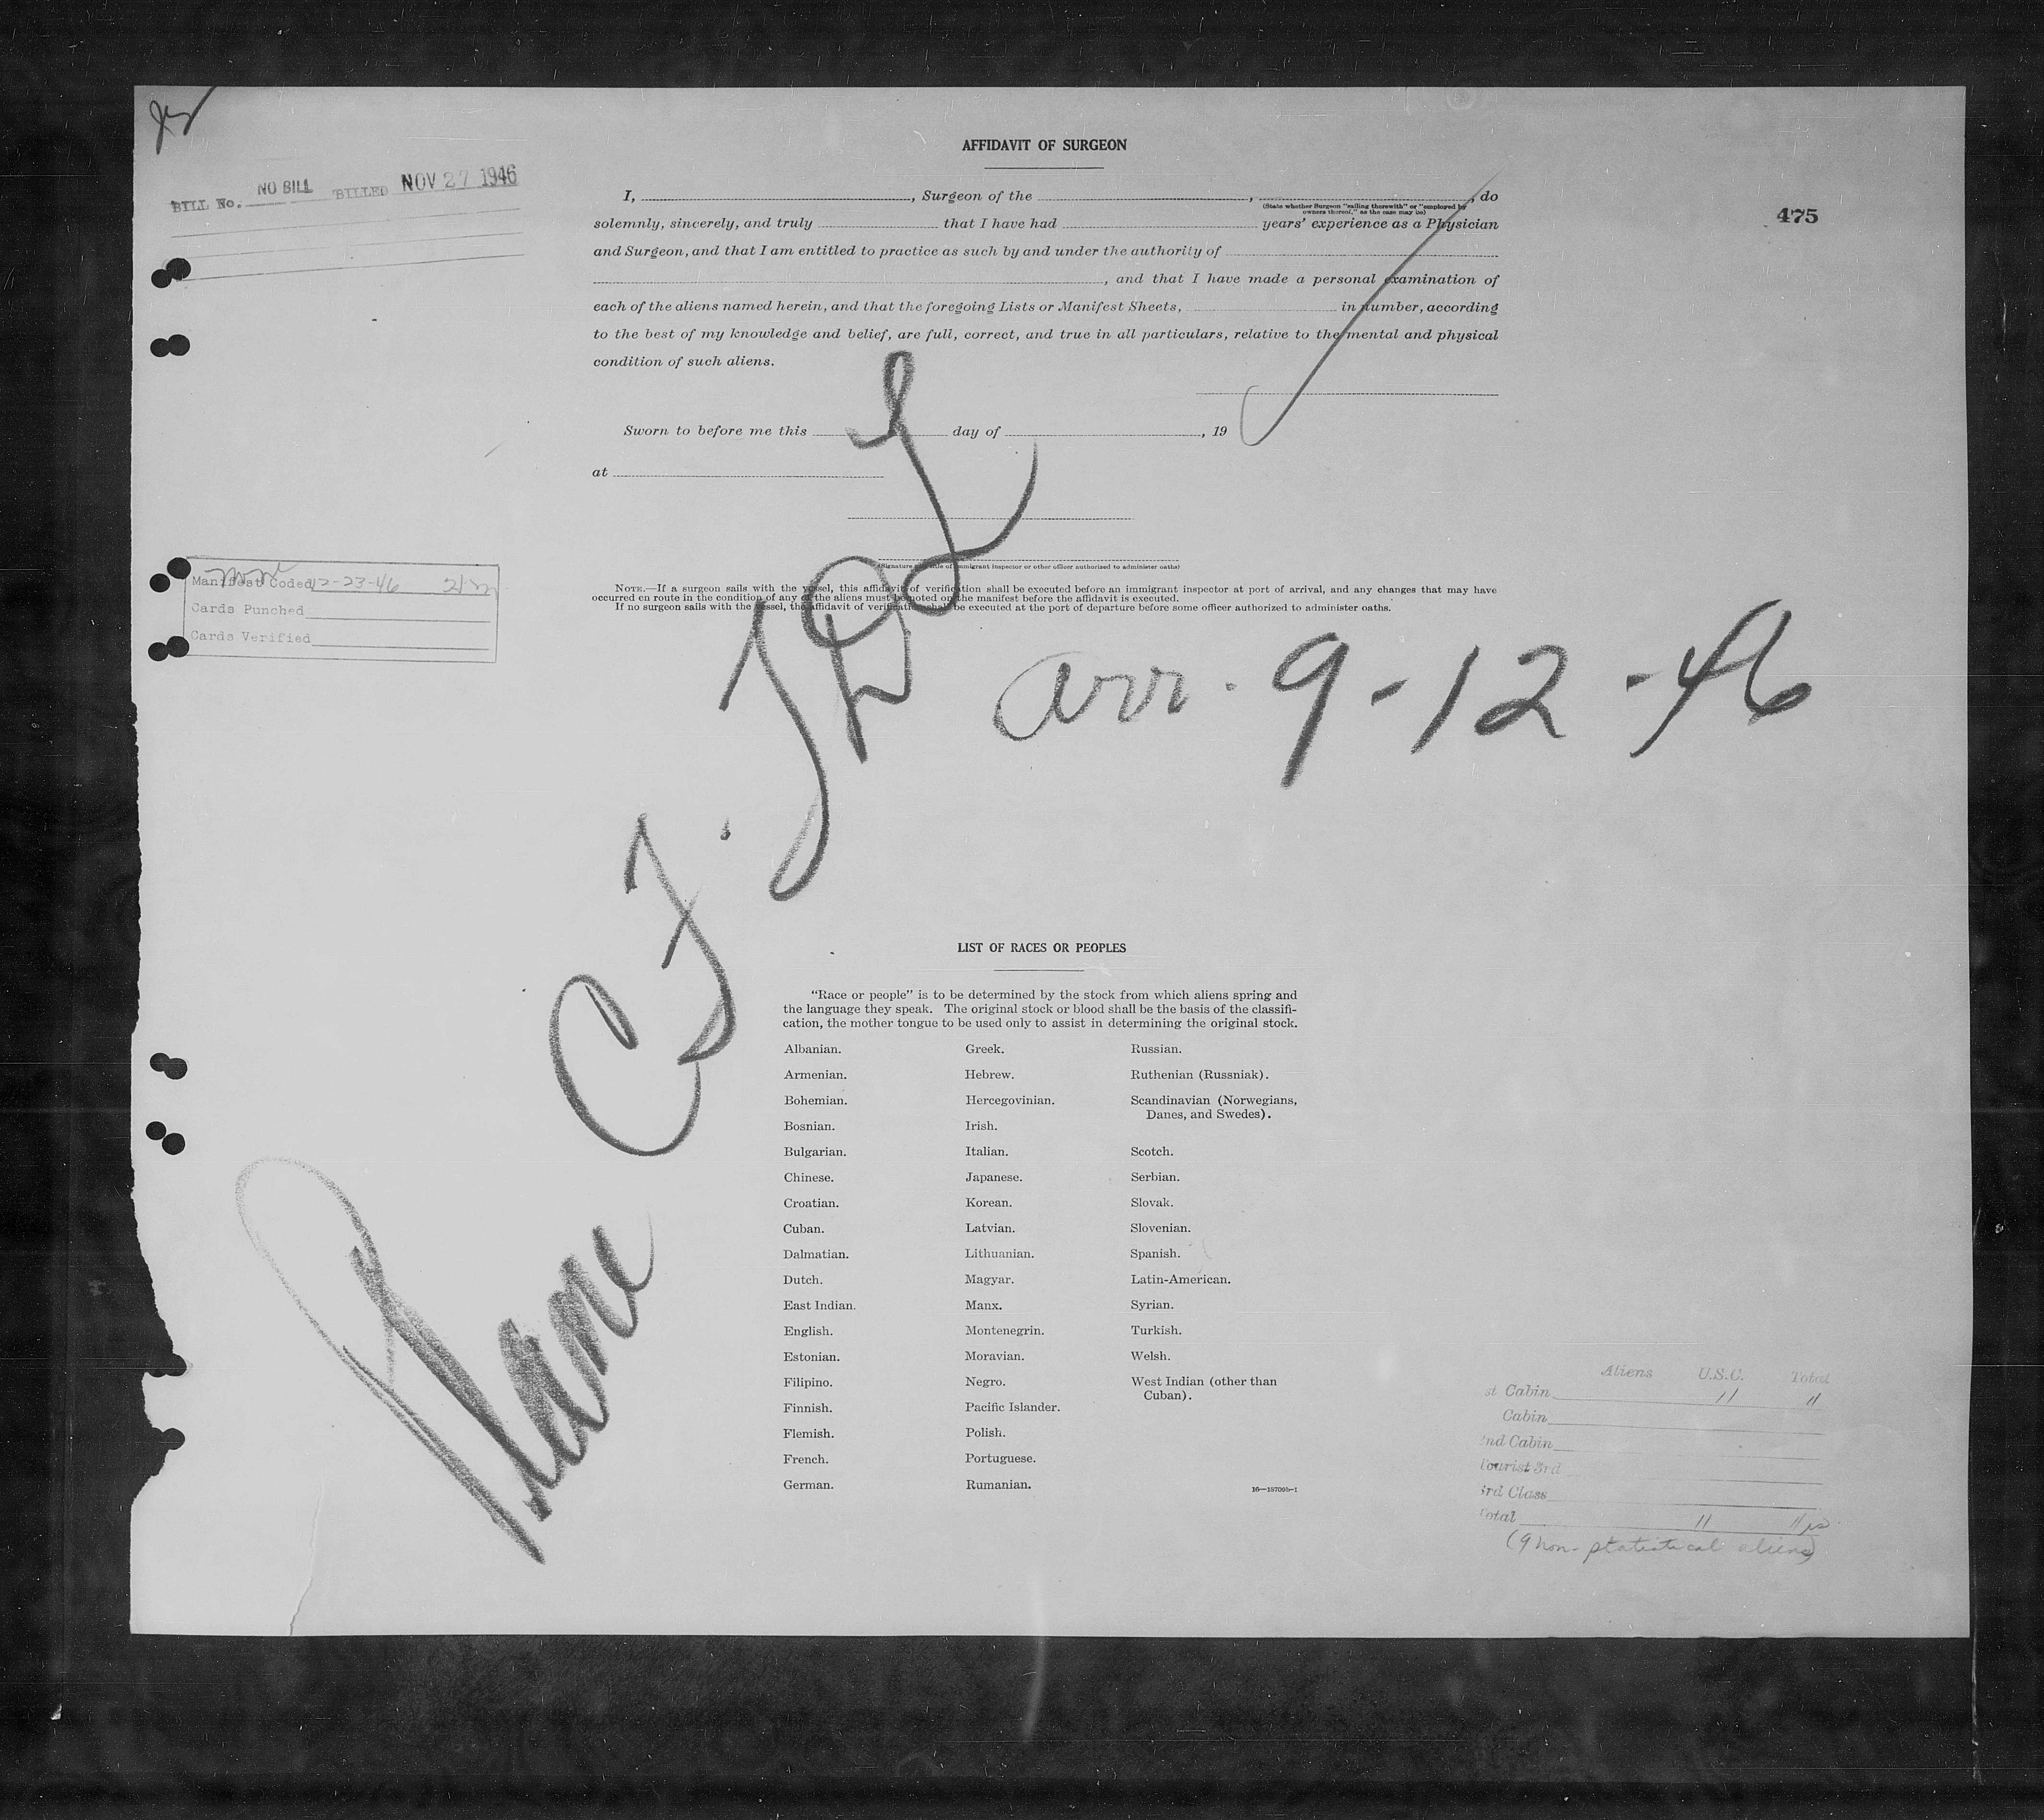 AFFIDAVIT OF SURGEON
NO BILL
BILL No. BILLED NOV 27 1946
475
I, , Surgeon of the , , do
(State whether Surgeon "sailing therewith" or "employed by
owners thereof," as the case may be)
solemnly, sincerely, and truly that I have had years' experience as a Physician
and Surgeon, and that I am entitled to practice as such by and under the authority of
, and that I have made a personal examination of
each of the aliens named herein, and that the foregoing Lists or Manifest Sheets, in number, according
to the best of my knowledge and belief, are full, correct, and true in all particulars, relative to the mental and physical
condition of such aliens.
Sworn to before me this day of , 19
at
(Signature and title of immigrant inspector or other officer authorized to administer oaths)
NOTE.—If a surgeon sails with the vessel, this affidavit of verification shall be executed before an immigrant inspector at port of arrival, and any changes that may have
occurred en route in the condition of any of the aliens must be noted on the manifest before the affidavit is executed.
If no surgeon sails with the vessel, the affidavit of verification shall be executed at the port of departure before some officer authorized to administer oaths.
Manifest Coded 12-23-46
Cards Punched
Cards Verified
arr. 9-12-46
Plane
LIST OF RACES OR PEOPLES
"Race or people" is to be determined by the stock from which aliens spring and
the language they speak. The original stock or blood shall be the basis of the classifi-
cation, the mother tongue to be used only to assist in determining the original stock.
Albanian.
Armenian.
Bohemian.
Bosnian.
Bulgarian.
Chinese.
Croatian.
Cuban.
Dalmatian.
Dutch.
East Indian.
English.
Estonian.
Filipino.
Finnish.
Flemish.
French.
German.
Greek.
Hebrew.
Hercegovinian.
Irish.
Italian.
Japanese.
Korean.
Latvian.
Lithuanian.
Magyar.
Manx.
Montenegrin.
Moravian.
Negro.
Pacific Islander.
Polish.
Portuguese.
Rumanian.
Russian.
Ruthenian (Russniak).
Scandinavian (Norwegians,
Danes, and Swedes).
Scotch.
Serbian.
Slovak.
Slovenian.
Spanish.
Latin-American.
Syrian.
Turkish.
Welsh.
West Indian (other than
Cuban).
16—18709b-1
Aliens U.S.C. Total
st Cabin 11 11
Cabin
nd Cabin
Tourist 3rd
3rd Class
Total 11 11
(9 non-statistical aliens)